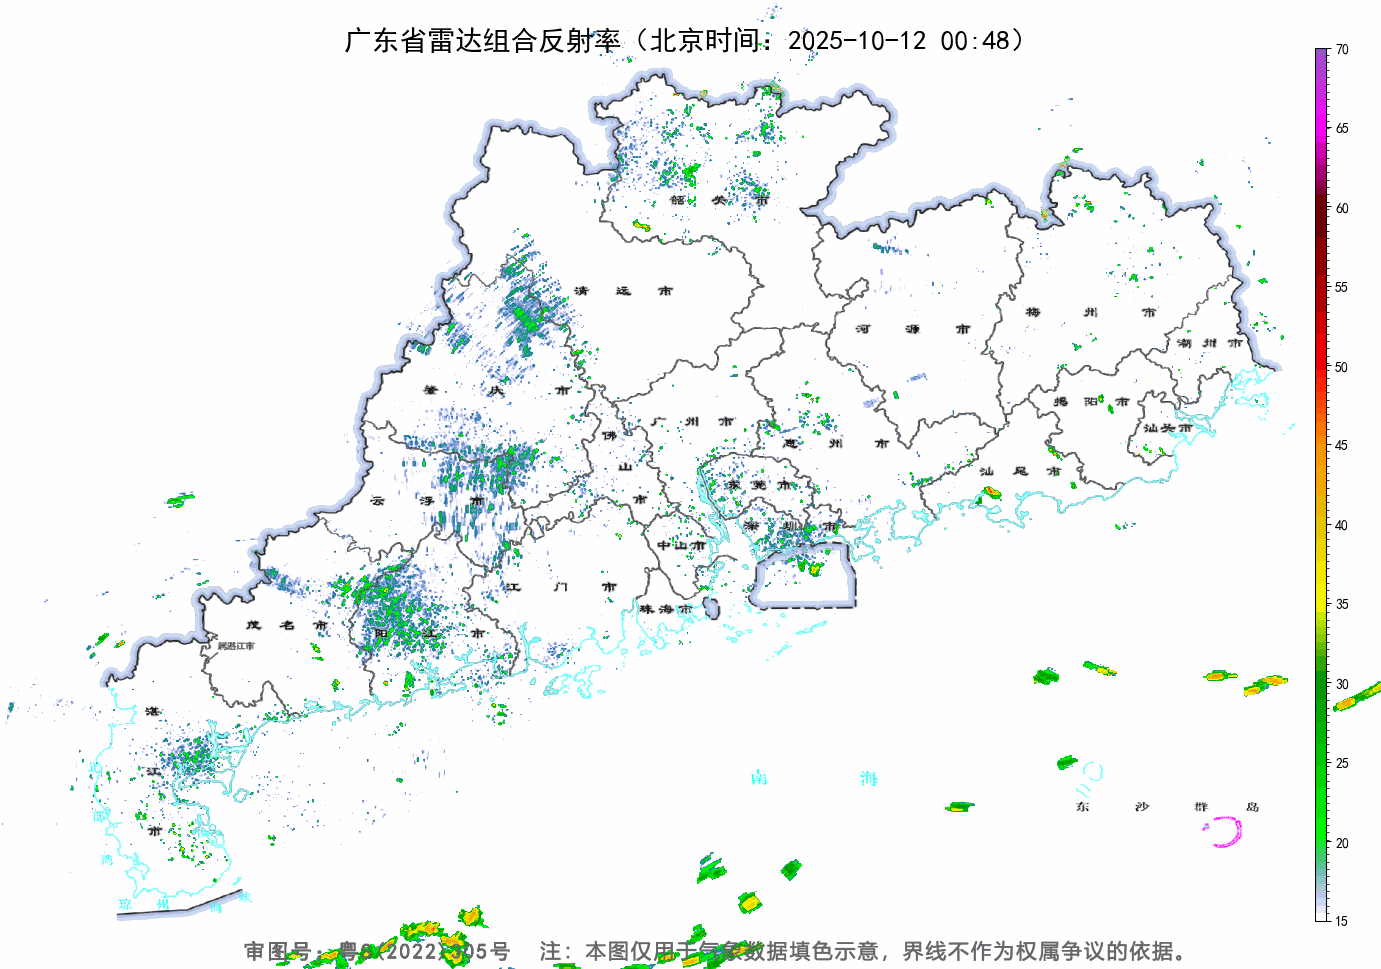 广东省雷达组合反射率（北京时间：2025-10-12 00:48）
70
65
60
55
50
45
40
35
30
25
20
15
韶关市
清远市
河源市
梅州市
潮州市
肇庆市
广州市
佛山市
惠州市
揭阳市
汕头市
汕尾市
云浮市
东莞市
深圳市
中山市
江门市
珠海市
茂名市
属湛江市
阳江市
湛江市
北部湾
琼州海峡
南海
东沙群岛
审图号：粤S(2022)305号 注：本图仅用于气象数据填色示意，界线不作为权属争议的依据。